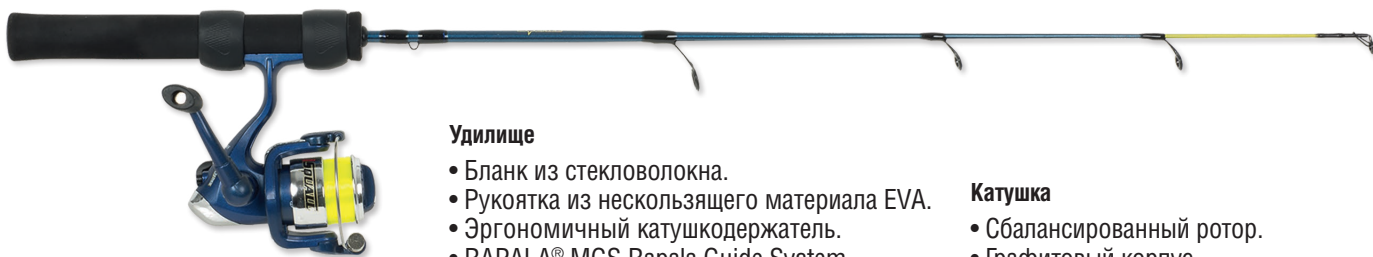 Удилище
• Бланк из стекловолокна.
• Рукоятка из нескользящего материала EVA.
• Эргономичный катушкодержатель.
• RAPALA® MGS Rapala Guide System
Катушка
• Сбалансированный ротор.
• Графитовый корпус